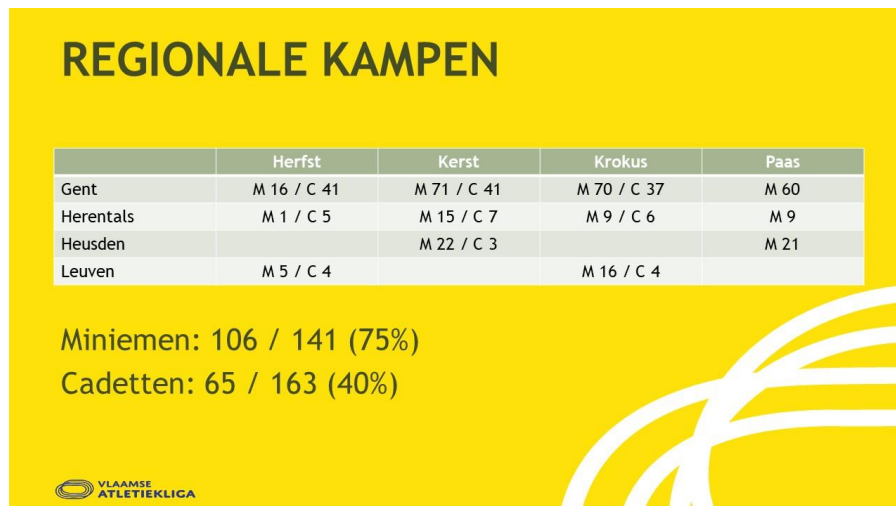 REGIONALE KAMPEN
Herfst Kerst Krokus Paas
Gent M 16 / C 41 M 71 / C 41 M 70 / C 37 M 60
Herentals M 1 / C 5 M 15 / C 7 M 9 / C 6 M 9
Heusden M 22 / C 3 M 21
Leuven M 5 / C 4 M 16 / C 4
Miniemen: 106 / 141 (75%)
Cadetten: 65 / 163 (40%)
VLAAMSE
ATLETIEKLIGA